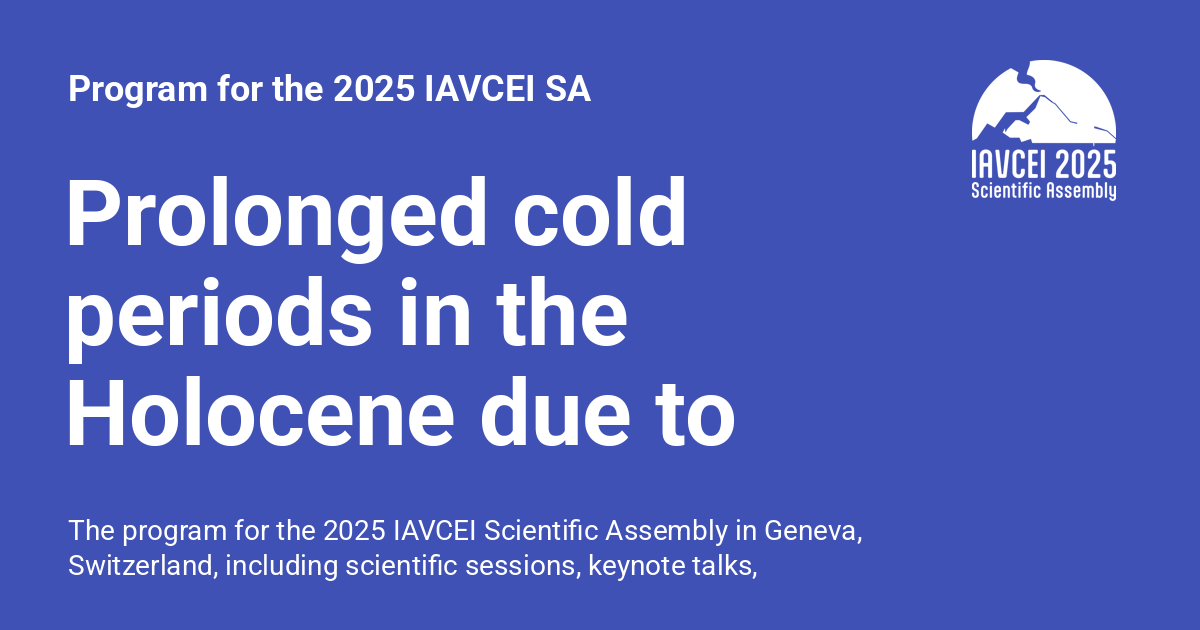 Program for the 2025 IAVCEI SA
IAVCEI 2025
Scientific Assembly
Prolonged cold
periods in the
Holocene due to
The program for the 2025 IAVCEI Scientific Assembly in Geneva,
Switzerland, including scientific sessions, keynote talks,